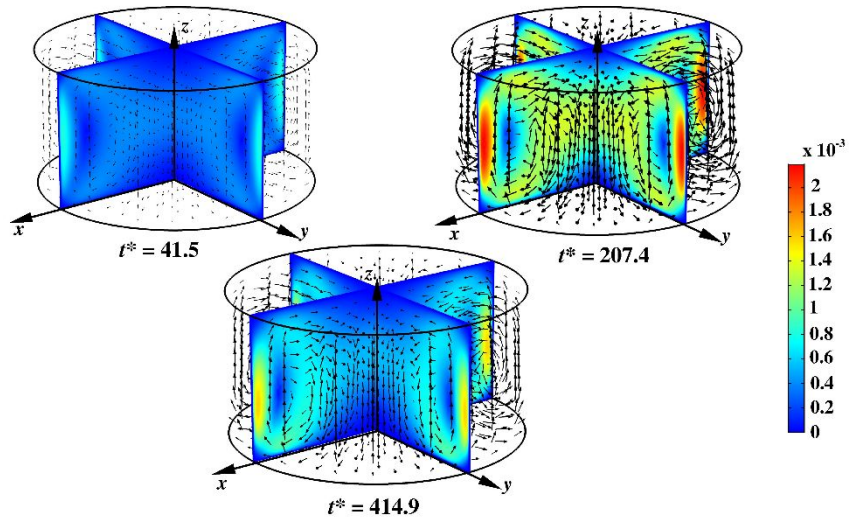 z
z
x
y
x
y
t* = 41.5
t* = 207.4
z
x
y
t* = 414.9
x 10⁻³
2
1.8
1.6
1.4
1.2
1
0.8
0.6
0.4
0.2
0